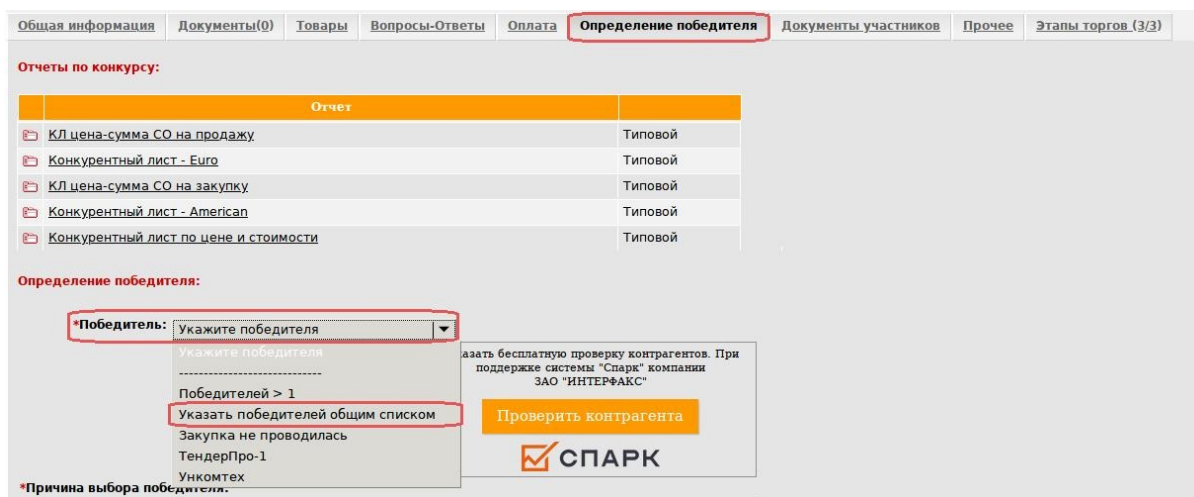 Общая информация Документы(0) Товары Вопросы-Ответы Оплата Определение победителя Документы участников Прочее Этапы торгов (3/3)
Отчеты по конкурсу:
Отчет
КЛ цена-сумма СО на продажу Типовой
Конкурентный лист - Euro Типовой
КЛ цена-сумма СО на закупку Типовой
Конкурентный лист - American Типовой
Конкурентный лист по цене и стоимости Типовой
Определение победителя:
*Победитель: Укажите победителя
Укажите победителя
----------------------------
Победителей > 1
Указать победителей общим списком
Закупка не проводилась
ТендерПро-1
Ункомтех
бесплатную проверку контрагентов. При
поддержке системы "Спарк" компании
ЗАО "ИНТЕРФАКС"
Проверить контрагента
СПАРК
*Причина выбора победителя: